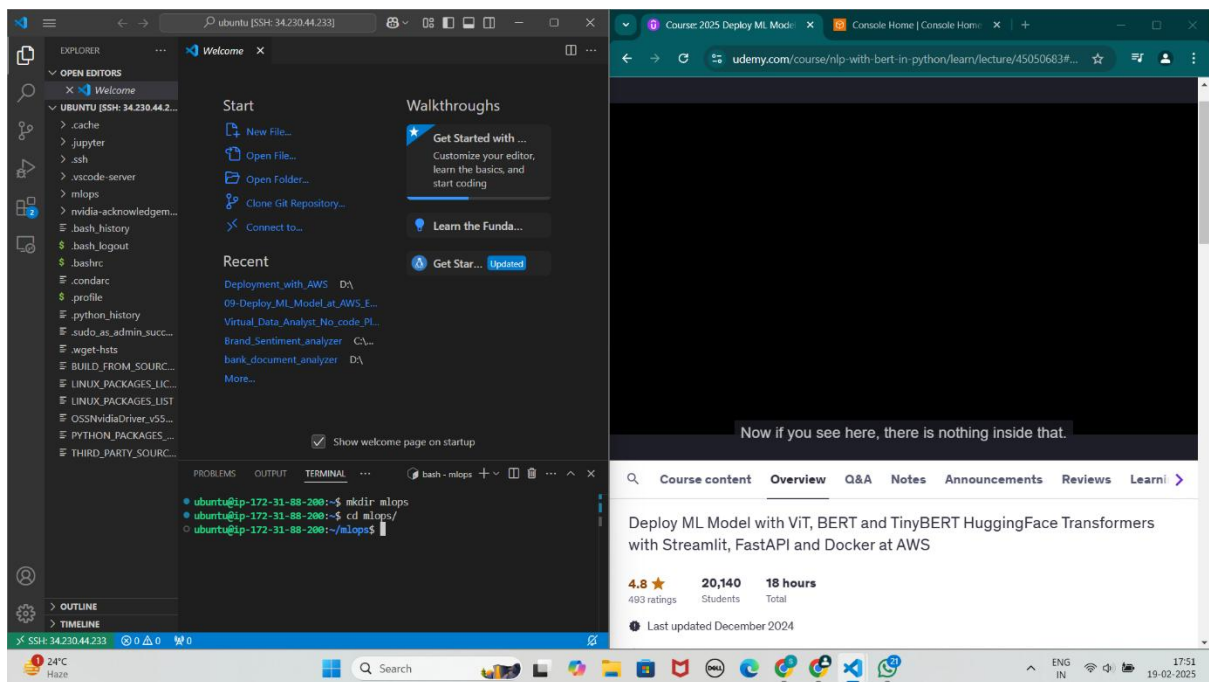 ubuntu [SSH: 34.230.44.233]
EXPLORER
OPEN EDITORS
Welcome
UBUNTU [SSH: 34.230.44.2...
.cache
.jupyter
.ssh
.vscode-server
mlops
nvidia-acknowledgem...
.bash_history
$ .bash_logout
$ .bashrc
.condarc
$ .profile
.python_history
.sudo_as_admin_succ...
.wget-hsts
BUILD_FROM_SOURC...
LINUX_PACKAGES_LIC...
LINUX_PACKAGES_LIST
OSSNvidiaDriver_v55...
PYTHON_PACKAGES_...
THIRD_PARTY_SOURC...
OUTLINE
TIMELINE
2
Welcome
Start
New File...
Open File...
Open Folder...
Clone Git Repository...
Connect to...
Recent
Deployment_with_AWS D:\
09-Deploy_ML_Model_at_AWS_E...
Virtual_Data_Analyst_No_code_Pl...
Brand_Sentiment_analyzer C:\...
bank_document_analyzer D:\
More...
Walkthroughs
Get Started with ...
Customize your editor,
learn the basics, and
start coding
Learn the Funda...
Get Star... Updated
Show welcome page on startup
PROBLEMS OUTPUT TERMINAL ··· bash - mlops
ubuntu@ip-172-31-88-200:~$ mkdir mlops
ubuntu@ip-172-31-88-200:~$ cd mlops/
ubuntu@ip-172-31-88-200:~/mlops$
SSH: 34.230.44.233 0 0 0
Course: 2025 Deploy ML Mode
Console Home | Console Home
udemy.com/course/nlp-with-bert-in-python/learn/lecture/45050683#...
Now if you see here, there is nothing inside that.
Course content Overview Q&A Notes Announcements Reviews Learni
Deploy ML Model with ViT, BERT and TinyBERT HuggingFace Transformers
with Streamlit, FastAPI and Docker at AWS
4.8 20,140 18 hours
493 ratings Students Total
Last updated December 2024
24°C
Haze
Search
DELL
21
ENG
IN
17:51
19-02-2025